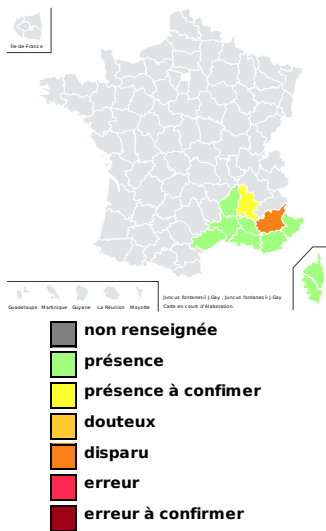 Île-de-France
Guadeloupe Martinique Guyane La Réunion Mayotte
Juncus fontanesii J.Gay , Juncus fontanesii J.Gay
Carte en cours d'élaboration.
non renseignée
présence
présence à confimer
douteux
disparu
erreur
erreur à confirmer